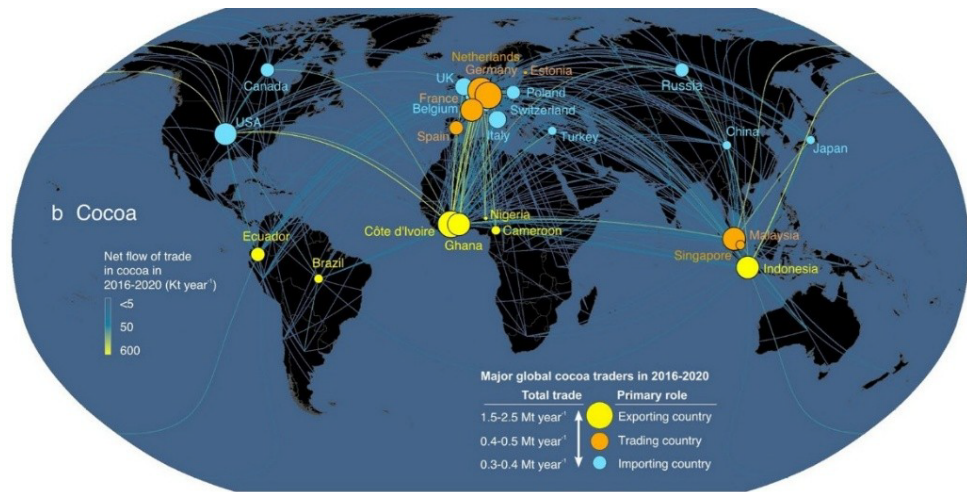 Netherlands
Germany
Estonia
UK
Canada
Poland
Russia
France
Belgium
Switzerland
USA
Spain
Italy
Turkey
China
Japan
b Cocoa
Nigeria
Côte d'Ivoire
Cameroon
Ghana
Ecuador
Malaysia
Singapore
Indonesia
Brazil
Net flow of trade
in cocoa in
2016-2020 (Kt year⁻¹)
<5
50
600
Major global cocoa traders in 2016-2020
Total trade Primary role
1.5-2.5 Mt year⁻¹ Exporting country
0.4-0.5 Mt year⁻¹ Trading country
0.3-0.4 Mt year⁻¹ Importing country